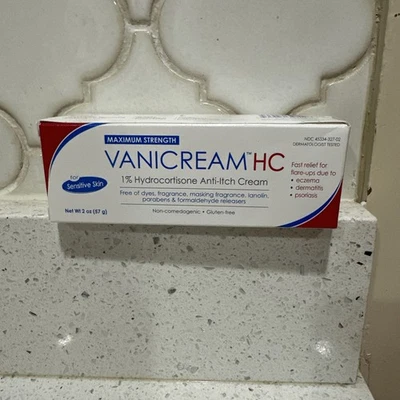 MAXIMUM STRENGTH
VANICREAM™HC
1% Hydrocortisone Anti-Itch Cream
for
Sensitive Skin
Free of dyes, fragrance, masking fragrance, lanolin,
parabens & formaldehyde releasers
Net Wt 2 oz (57 g)
Non-comedogenic • Gluten-free
DERMATOLOGIST TESTED
Fast relief for
flare-ups due to
• eczema
• dermatitis
• psoriasis